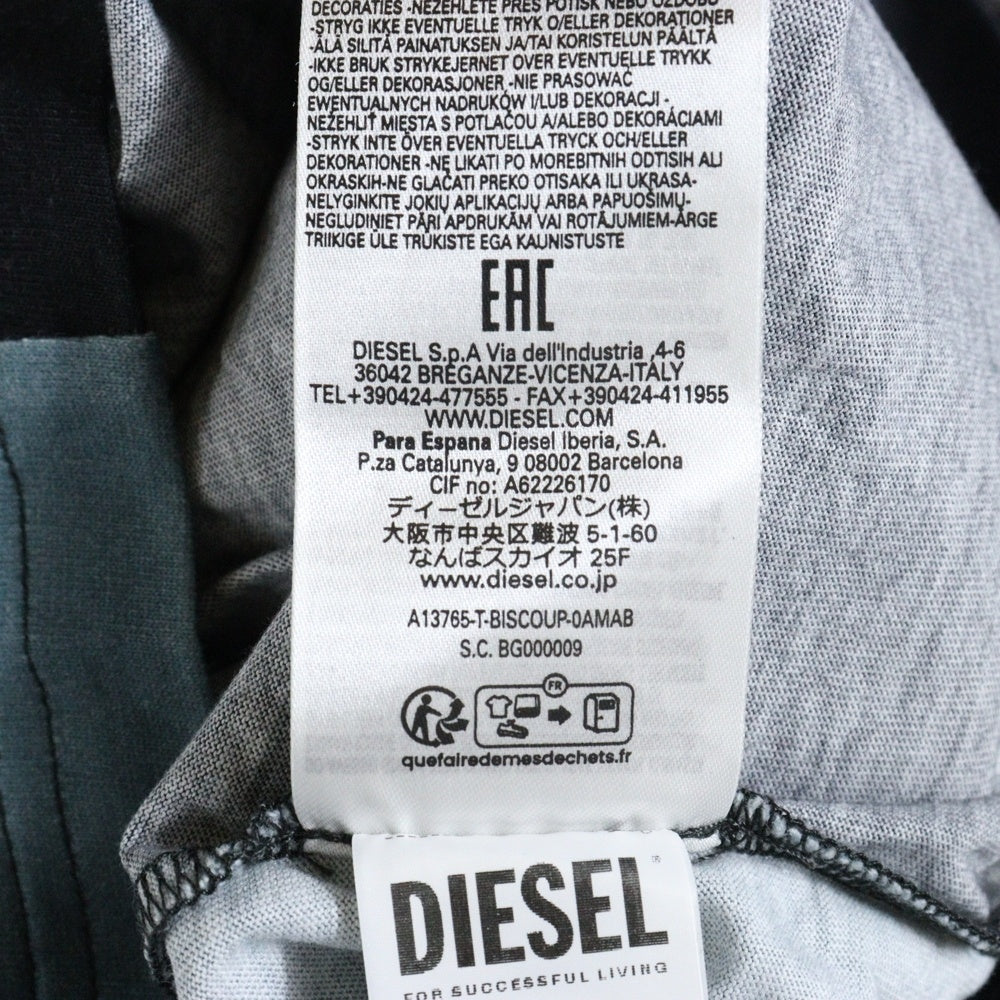 DECORATIES -NEZEHLETE PŘES POTISK NEBO OZDOBU
-STRYG IKKE EVENTUELLE TRYK O/ELLER DEKORATIONER
-ÄLÄ SILITÄ PAINATUKSEN JA/TAI KORISTELUN PÄÄLTÄ
-IKKE BRUK STRYKEJERNET OVER EVENTUELLE TRYKK
OG/ELLER DEKORASJONER -NIE PRASOWAĆ
EWENTUALNYCH NADRUKÓW I/LUB DEKORACJI -
NEŽEHLIŤ MIESTA S POTLAČOU A/ALEBO DEKORÁCIAMI
-STRYK INTE ÖVER EVENTUELLA TRYCK OCH/ELLER
DEKORATIONER -NE LIKATI PO MOREBITNIH ODTISIH ALI
OKRASKIH-NE GLAČATI PREKO OTISAKA ILI UKRASA-
NELYGINKITE JOKIŲ APLIKACIJŲ ARBA PAPUOŠIMŲ-
NEGLUDINIET PĀRI APDRUKĀM VAI ROTĀJUMIEM-ÄRGE
TRIIKIGE ÜLE TRÜKISTE EGA KAUNISTUSTE
EAC
DIESEL S.p.A Via dell'Industria ,4-6
36042 BREGANZE-VICENZA-ITALY
TEL+390424-477555 - FAX+390424-411955
WWW.DIESEL.COM
Para Espana Diesel Iberia, S.A.
P.za Catalunya, 9 08002 Barcelona
CIF no: A62226170
ディーゼルジャパン(株)
大阪市中央区難波 5-1-60
なんばスカイオ 25F
www.diesel.co.jp
A13765-T-BISCOUP-0AMAB
S.C. BG000009
FR
quefairedemesdechets.fr
DIESEL®
FOR SUCCESSFUL LIVING